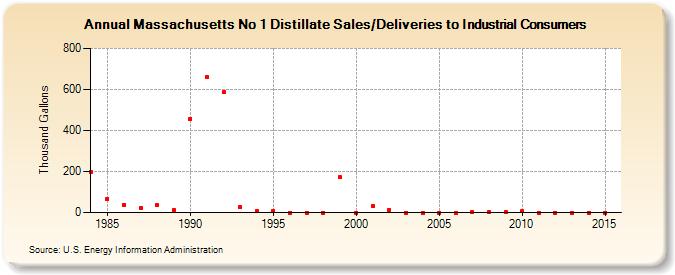 Annual Massachusetts No 1 Distillate Sales/Deliveries to Industrial Consumers
Thousand Gallons
800
600
400
200
0
1985 1990 1995 2000 2005 2010 2015
Source: U.S. Energy Information Administration